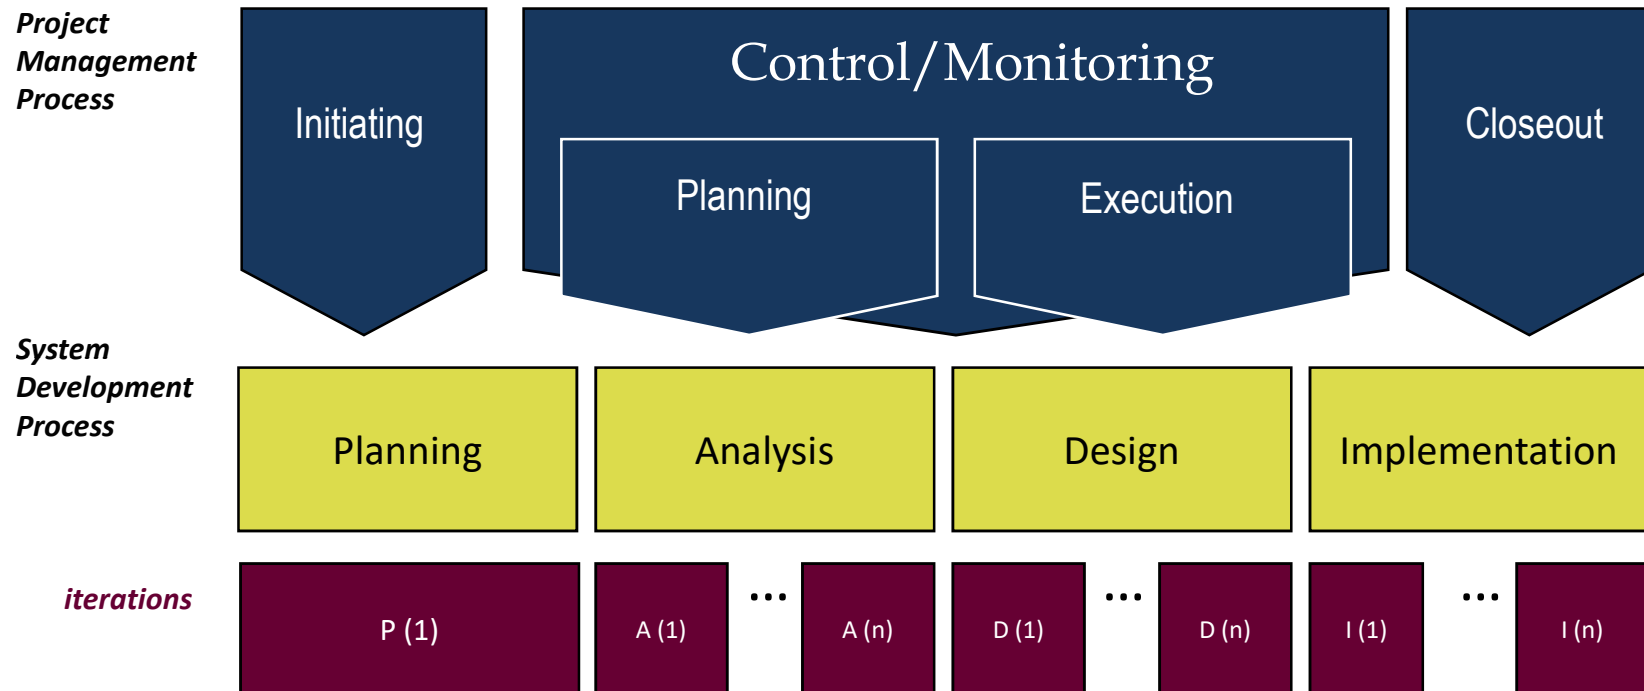 Project
Management
Process
Control/Monitoring
Initiating
Closeout
Planning
Execution
System
Development
Process
Planning
Analysis
Design
Implementation
iterations
P (1)
A (1)
...
A (n)
D (1)
...
D (n)
I (1)
...
I (n)